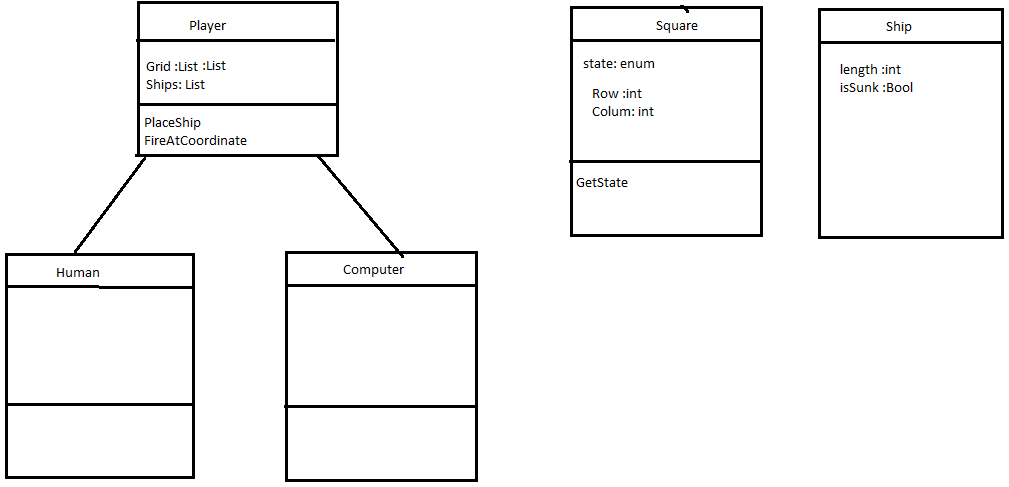 Player
Grid :List :List
Ships: List
PlaceShip
FireAtCoordinate
Human
Computer
Square
state: enum
Row :int
Colum: int
GetState
Ship
length :int
isSunk :Bool